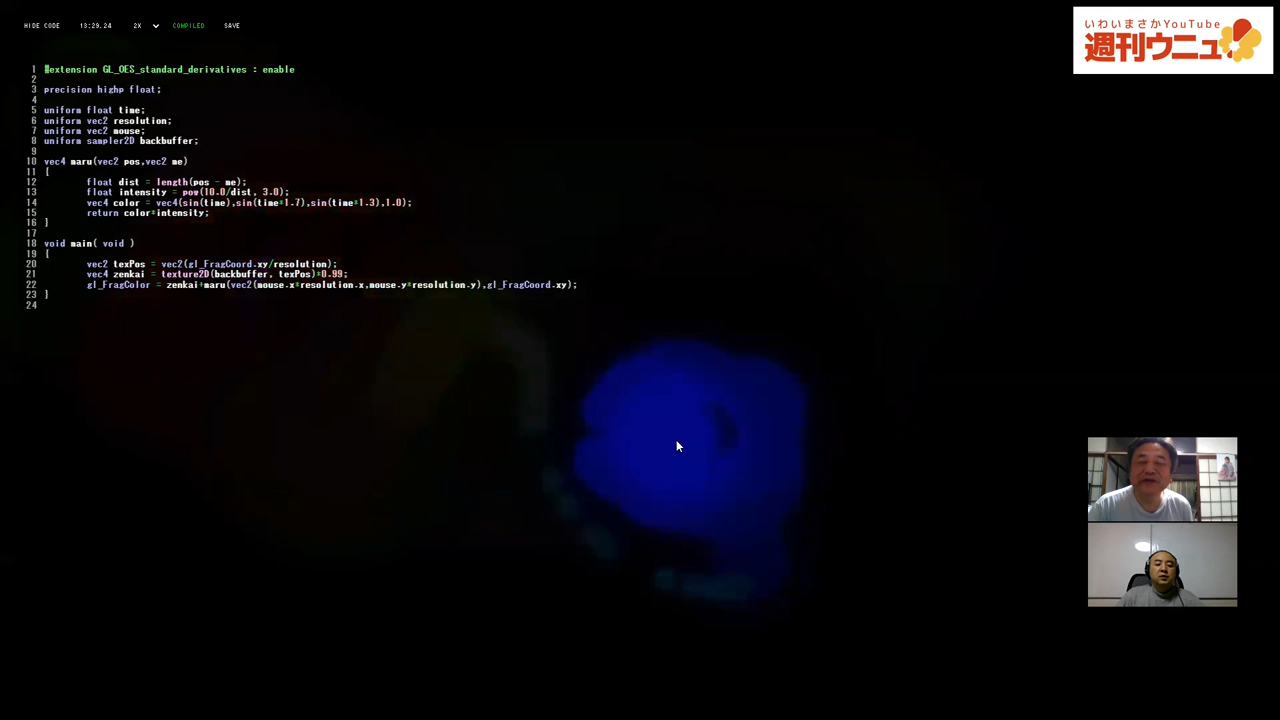 HIDE CODE 13:29.24 2X COMPILED SAVE
いわいまさかYouTube
週刊ウニュー
1 #extension GL_OES_standard_derivatives : enable
2
3 precision highp float;
4
5 uniform float time;
6 uniform vec2 resolution;
7 uniform vec2 mouse;
8 uniform sampler2D backbuffer;
9
10 vec4 maru(vec2 pos,vec2 me)
11 {
12 float dist = length(pos - me);
13 float intensity = pow(10.0/dist, 3.0);
14 vec4 color = vec4(sin(time),sin(time*1.7),sin(time*1.3),1.0);
15 return color*intensity;
16 }
17
18 void main( void )
19 {
20 vec2 texPos = vec2(gl_FragCoord.xy/resolution);
21 vec4 zenkai = texture2D(backbuffer, texPos)*0.99;
22 gl_FragColor = zenkai+maru(vec2(mouse.x*resolution.x,mouse.y*resolution.y),gl_FragCoord.xy);
23 }
24